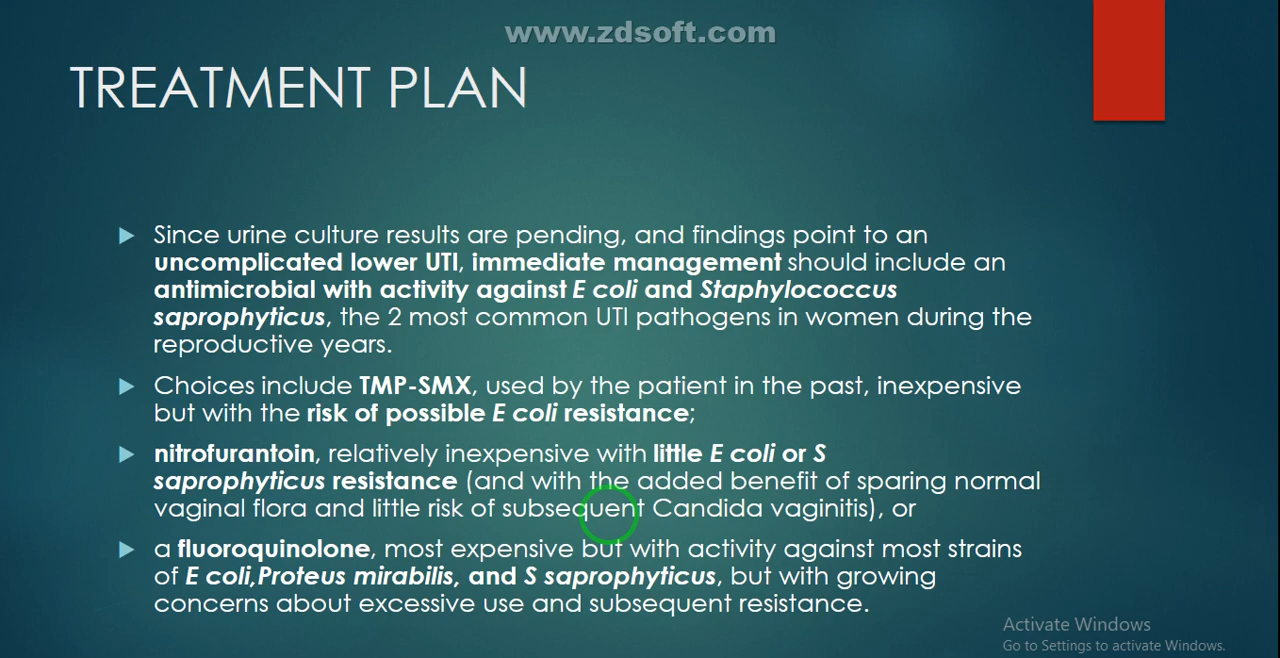 www.zdsoft.com
TREATMENT PLAN
Since urine culture results are pending, and findings point to an
uncomplicated lower UTI, immediate management should include an
antimicrobial with activity against E coli and Staphylococcus
saprophyticus, the 2 most common UTI pathogens in women during the
reproductive years.
Choices include TMP-SMX, used by the patient in the past, inexpensive
but with the risk of possible E coli resistance;
nitrofurantoin, relatively inexpensive with little E coli or S
saprophyticus resistance (and with the added benefit of sparing normal
vaginal flora and little risk of subsequent Candida vaginitis), or
a fluoroquinolone, most expensive but with activity against most strains
of E coli,Proteus mirabilis, and S saprophyticus, but with growing
concerns about excessive use and subsequent resistance.
Activate Windows
Go to Settings to activate Windows.